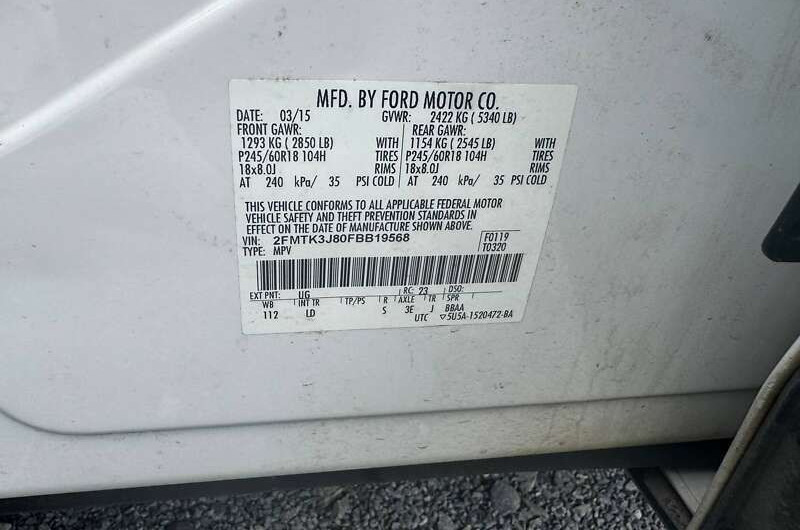 MFD. BY FORD MOTOR CO.
DATE: 03/15 GVWR: 2422 KG ( 5340 LB)
FRONT GAWR: REAR GAWR:
1293 KG ( 2850 LB) WITH 1154 KG ( 2545 LB) WITH
P245/60R18 104H TIRES P245/60R18 104H TIRES
18x8.0J RIMS 18x8.0J RIMS
AT 240 kPa/ 35 PSI COLD AT 240 kPa/ 35 PSI COLD
THIS VEHICLE CONFORMS TO ALL APPLICABLE FEDERAL MOTOR
VEHICLE SAFETY AND THEFT PREVENTION STANDARDS IN
EFFECT ON THE DATE OF MANUFACTURE SHOWN ABOVE.
VIN: 2FMTK3J80FBB19568 F0119
TYPE: MPV T0320
EXT PNT: UG RC: 23 DSO:
WB INT TR TP/PS R AXLE TR SPR
112 LD S 3E J BBAA
UTC ▽5U5A-1520472-BA